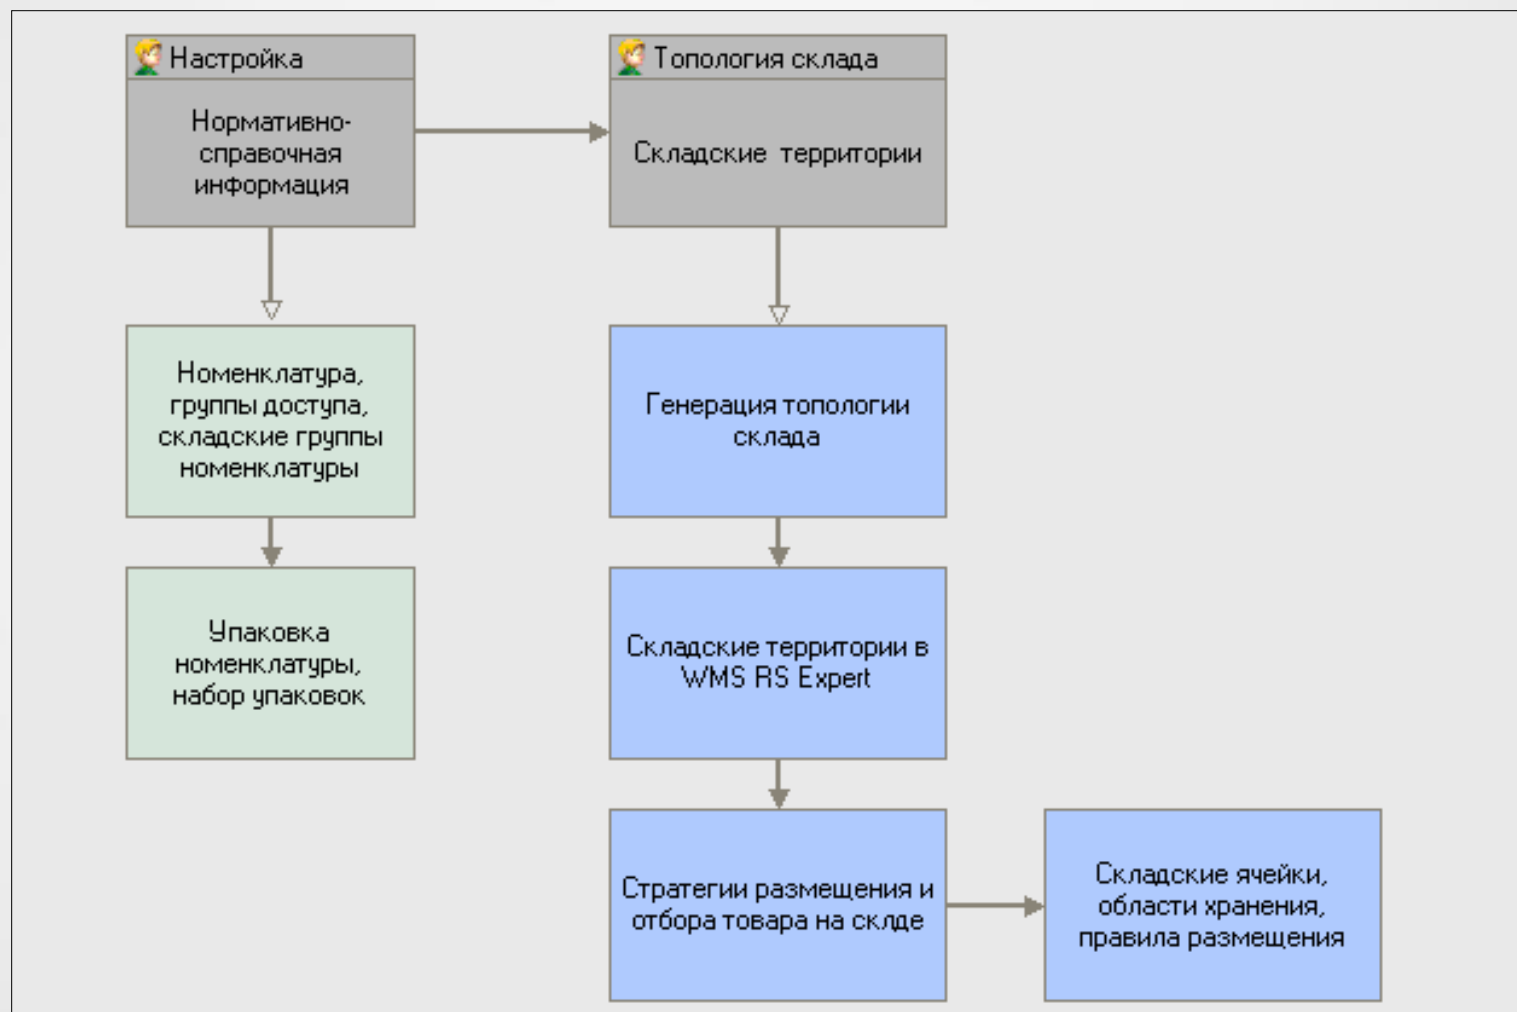 Настройка
Нормативно-
справочная
информация
Топология склада
Складские территории
Номенклатура,
группы доступа,
складские группы
номенклатуры
Генерация топологии
склада
Упаковка
номенклатуры,
набор упаковок
Складские территории в
WMS RS Expert
Стратегии размещения и
отбора товара на склде
Складские ячейки,
области хранения,
правила размещения